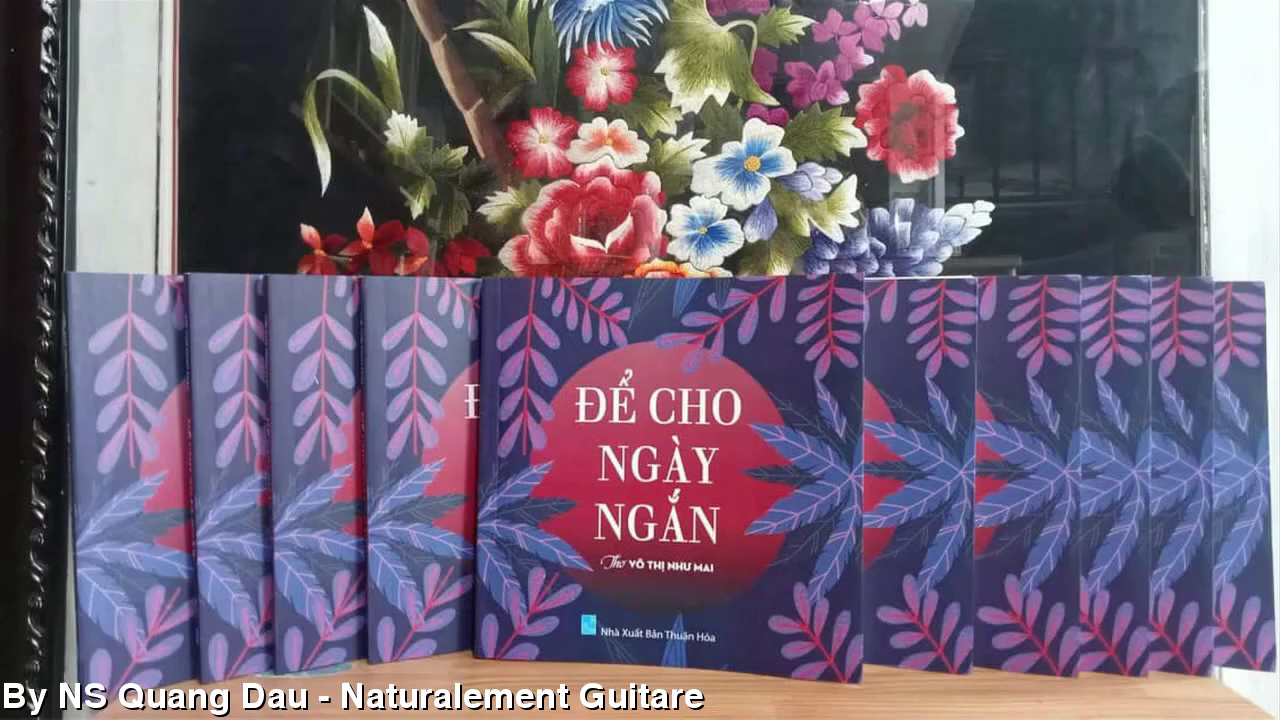 ĐỂ CHO
NGÀY
NGẮN
Thơ VÕ THỊ NHƯ MAI
Nhà Xuất Bản Thuận Hóa
By NS Quang Dau - Naturalement Guitare